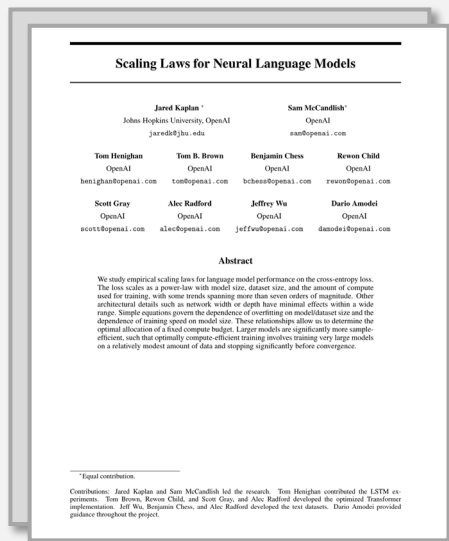 Scaling Laws for Neural Language Models
Jared Kaplan *
Johns Hopkins University, OpenAI
jaredk@jhu.edu
Sam McCandlish*
OpenAI
sam@openai.com
Tom Henighan
OpenAI
henighan@openai.com
Tom B. Brown
OpenAI
tom@openai.com
Benjamin Chess
OpenAI
bchess@openai.com
Rewon Child
OpenAI
rewon@openai.com
Scott Gray
OpenAI
scott@openai.com
Alec Radford
OpenAI
alec@openai.com
Jeffrey Wu
OpenAI
jeffwu@openai.com
Dario Amodei
OpenAI
damodei@openai.com
Abstract
We study empirical scaling laws for language model performance on the cross-entropy loss.
The loss scales as a power-law with model size, dataset size, and the amount of compute
used for training, with some trends spanning more than seven orders of magnitude. Other
architectural details such as network width or depth have minimal effects within a wide
range. Simple equations govern the dependence of overfitting on model/dataset size and the
dependence of training speed on model size. These relationships allow us to determine the
optimal allocation of a fixed compute budget. Larger models are significantly more sample-
efficient, such that optimally compute-efficient training involves training very large models
on a relatively modest amount of data and stopping significantly before convergence.
*Equal contribution.
Contributions: Jared Kaplan and Sam McCandlish led the research. Tom Henighan contributed the LSTM ex-
periments. Tom Brown, Rewon Child, and Scott Gray, and Alec Radford developed the optimized Transformer
implementation. Jeff Wu, Benjamin Chess, and Alec Radford developed the text datasets. Dario Amodei provided
guidance throughout the project.